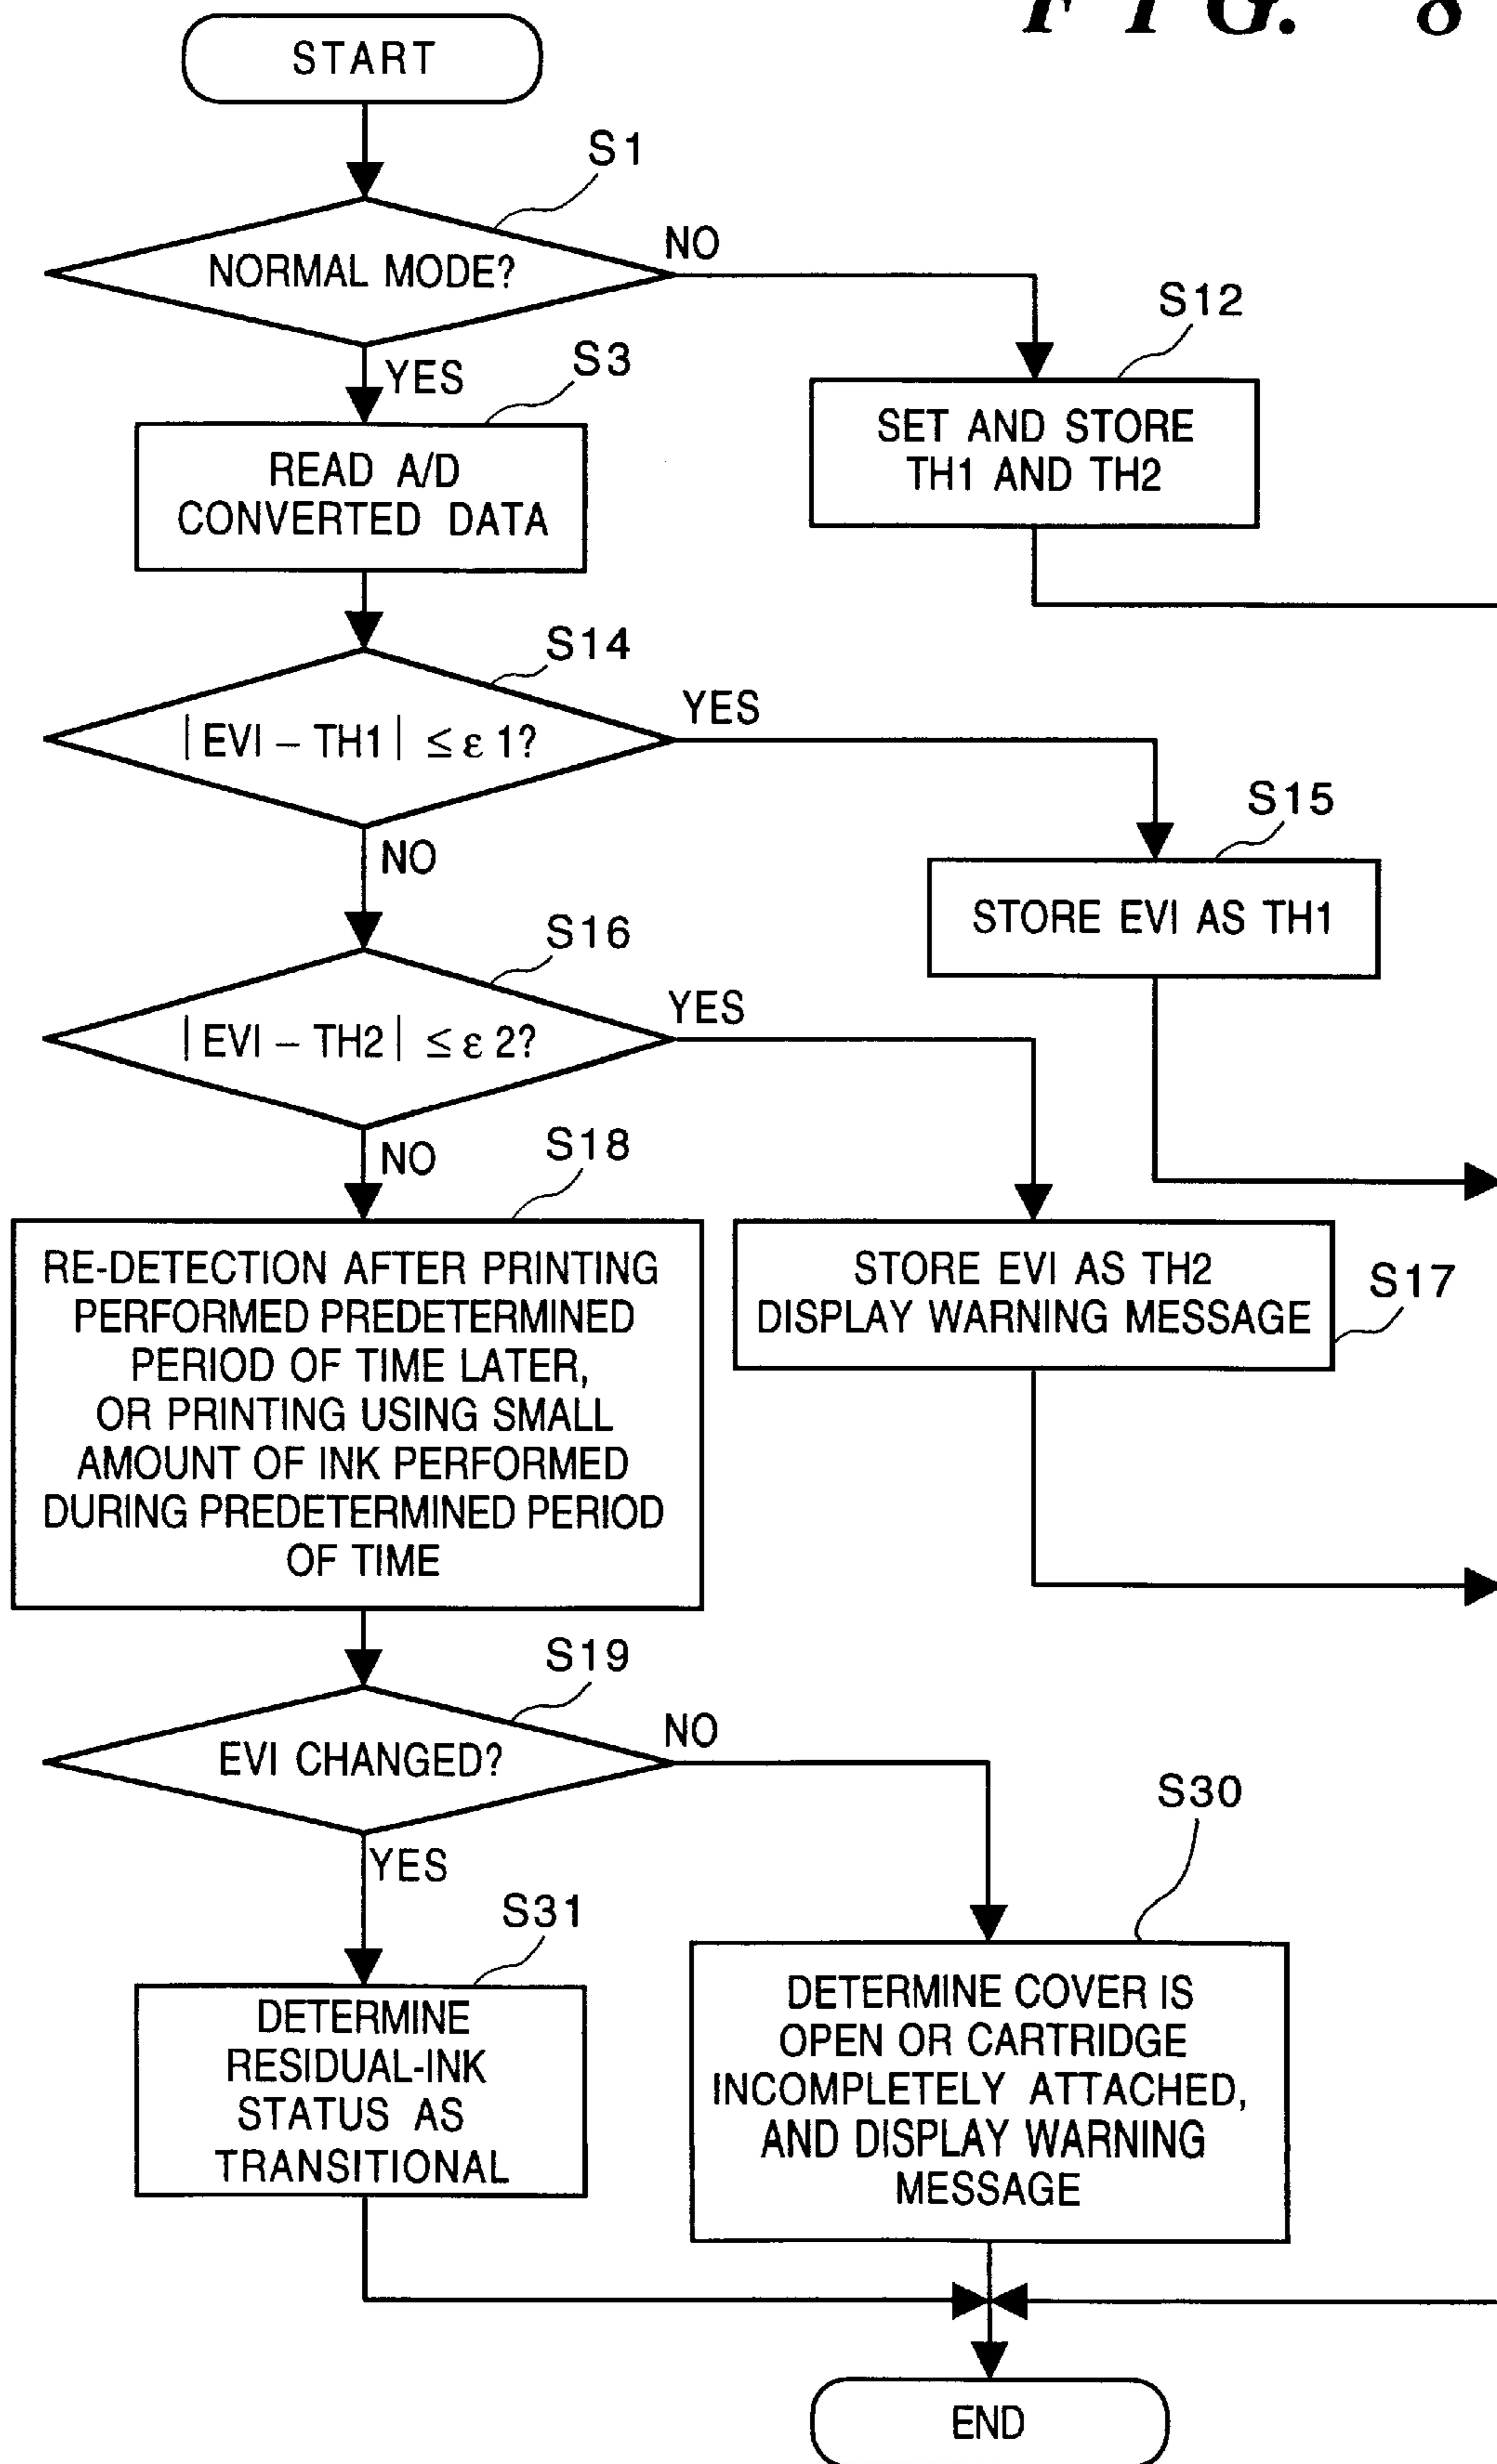 FIG. 8
START
S1
NORMAL MODE?
NO
S12
YES
S3
SET AND STORE
TH1 AND TH2
READ A/D
CONVERTED DATA
S14
|EVI – TH1| ≤ ε 1?
YES
S15
NO
STORE EVI AS TH1
S16
|EVI – TH2| ≤ ε 2?
YES
NO
S18
RE-DETECTION AFTER PRINTING
PERFORMED PREDETERMINED
PERIOD OF TIME LATER,
OR PRINTING USING SMALL
AMOUNT OF INK PERFORMED
DURING PREDETERMINED PERIOD
OF TIME
STORE EVI AS TH2
DISPLAY WARNING MESSAGE
S17
S19
EVI CHANGED?
NO
S30
YES
S31
DETERMINE
RESIDUAL-INK
STATUS AS
TRANSITIONAL
DETERMINE COVER IS
OPEN OR CARTRIDGE
INCOMPLETELY ATTACHED,
AND DISPLAY WARNING
MESSAGE
END